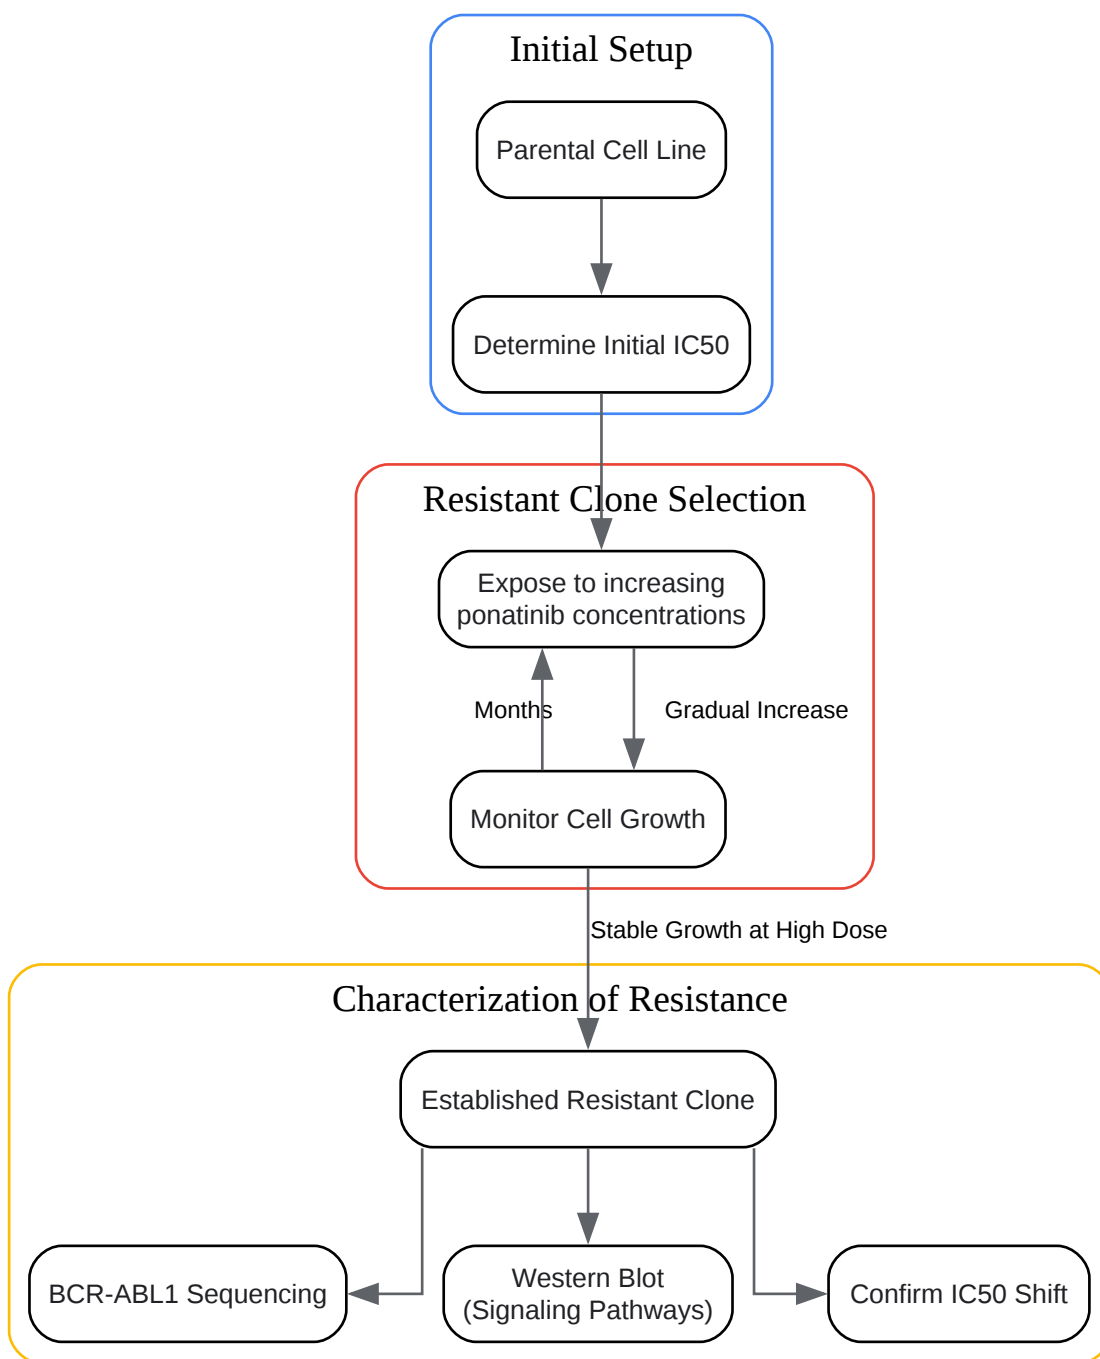 Initial Setup
Parental Cell Line
Determine Initial IC50
Resistant Clone Selection
Expose to increasing
ponatinib concentrations
Months
Gradual Increase
Monitor Cell Growth
Stable Growth at High Dose
Characterization of Resistance
Established Resistant Clone
BCR-ABL1 Sequencing
Western Blot
(Signaling Pathways)
Confirm IC50 Shift